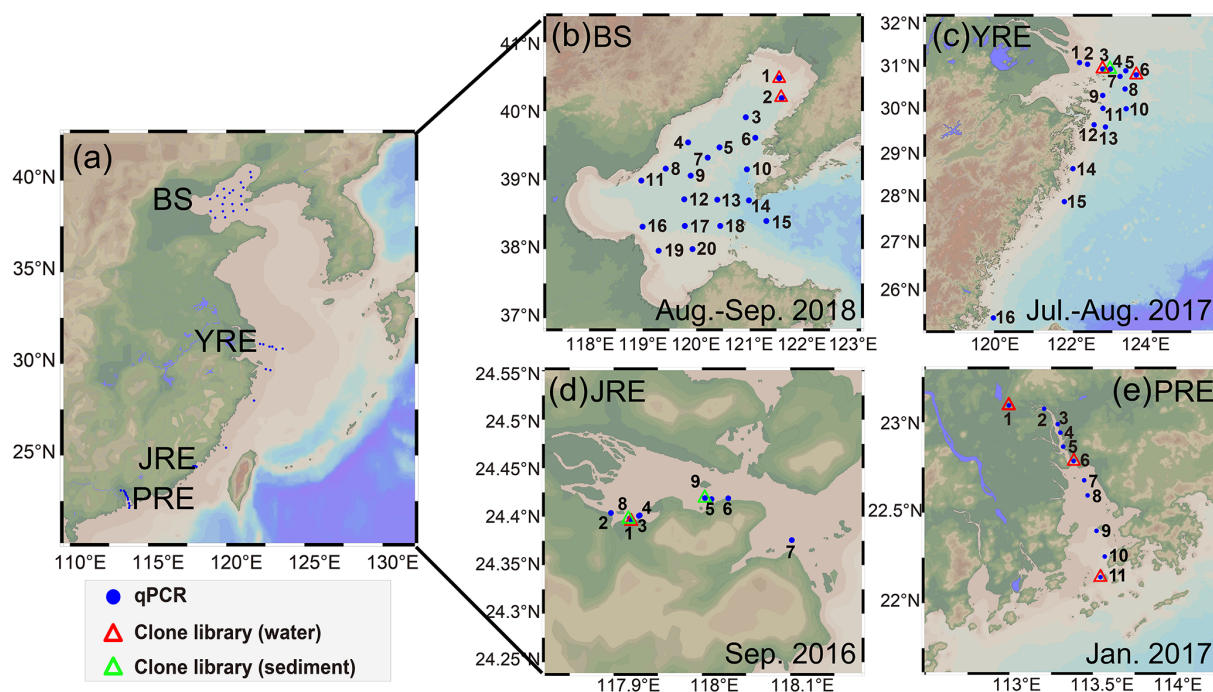 (a)
40°N
35°N
30°N
25°N
110°E 115°E 120°E 125°E 130°E
BS
YRE
JRE
PRE
qPCR
Clone library (water)
Clone library (sediment)
(b) BS
41°N
40°N
39°N
38°N
37°N
118°E 119°E 120°E 121°E 122°E 123°E
1
2
3
4
5
6
7
8
9
10
11
12
13
14
15
16
17
18
19
20
Aug.-Sep. 2018
(c) YRE
32°N
31°N
30°N
29°N
28°N
27°N
26°N
120°E 122°E 124°E
1
2
3
4
5
6
7
8
9
10
11
12
13
14
15
16
Jul.-Aug. 2017
(d) JRE
24.55°N
24.5°N
24.45°N
24.4°N
24.35°N
24.3°N
24.25°N
117.9°E 118°E 118.1°E
9
8
4
2
3
1
5
6
7
Sep. 2016
(e) PRE
23°N
22.5°N
22°N
113°E 113.5°E 114°E
1
2
3
4
5
6
7
8
9
10
11
Jan. 2017